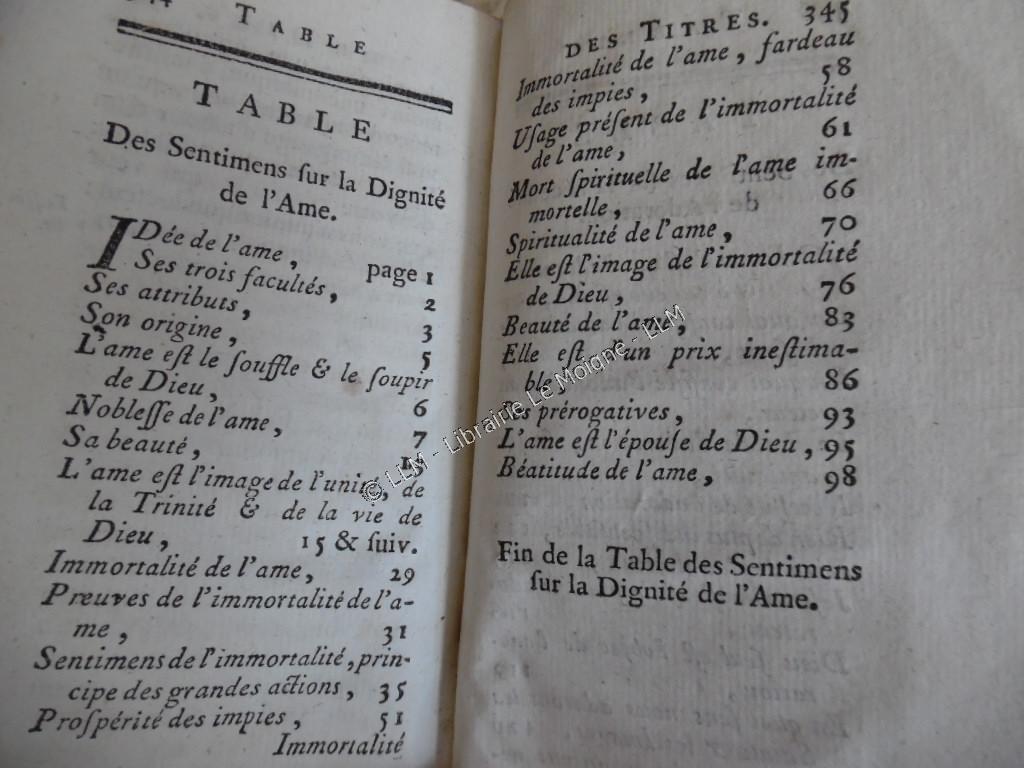 TABLE
TABLE
Des Sentimens ſur la Dignité
de l'Ame.
IDée de l'ame, page 1
Ses trois facultés, 2
Ses attributs, 3
Son origine, 5
L'ame eſt le ſouffle & le ſoupir
de Dieu, 6
Nobleſſe de l'ame, 7
Sa beauté,
L'ame eſt l'image de l'unité, de
la Trinité & de la vie de
Dieu, 15 & ſuiv.
Immortalité de l'ame, 29
Preuves de l'immortalité de l'a-
me, 31
Sentimens de l'immortalité, prin-
cipe des grandes actions, 35
Proſpérité des impies, 51
Immortalité
DES TITRES. 345
Immortalité de l'ame, fardeau
des impies, 58
Uſage préſent de l'immortalité
de l'ame, 61
Mort ſpirituelle de l'ame im-
mortelle, 66
Spiritualité de l'ame, 70
Elle eſt l'image de l'immortalité
de Dieu, 76
Beauté de l'ame, 83
Elle eſt d'un prix ineſtima-
ble, 86
Ses prérogatives, 93
L'ame eſt l'épouſe de Dieu, 95
Béatitude de l'ame, 98
Fin de la Table des Sentimens
ſur la Dignité de l'Ame.
© LLM - Librairie Le Moigne - LLM